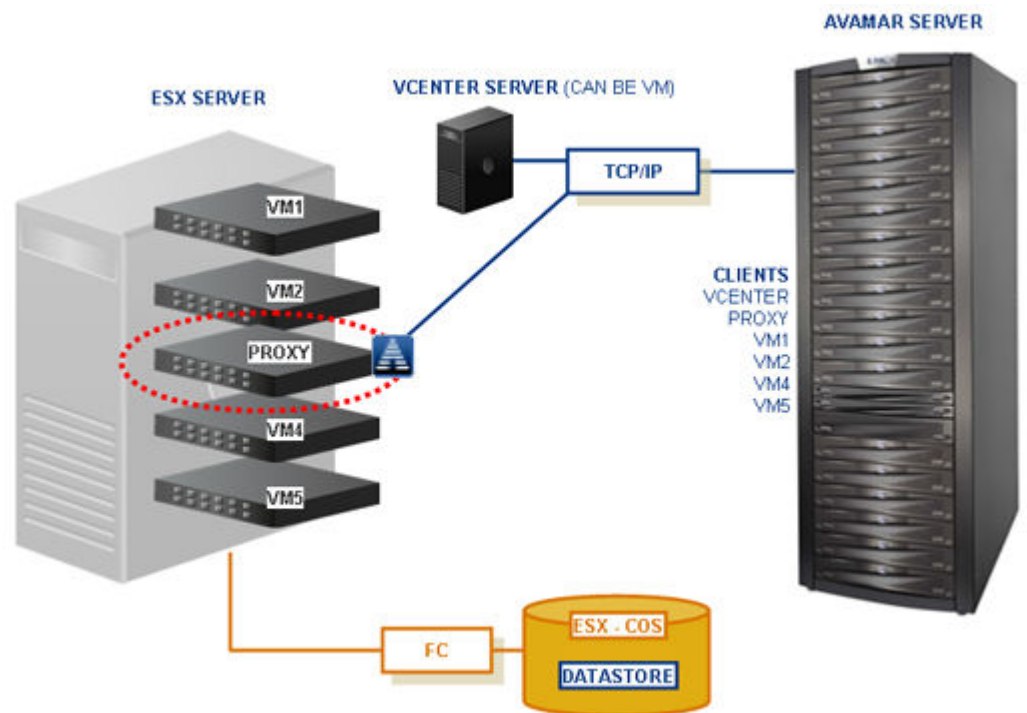 AVAMAR SERVER
VCENTER SERVER (CAN BE VM)
ESX SERVER
TCP/IP
VM1
VM2
PROXY
VM4
VM5
CLIENTS
VCENTER
PROXY
VM1
VM2
VM4
VM5
FC
ESX - COS
DATASTORE